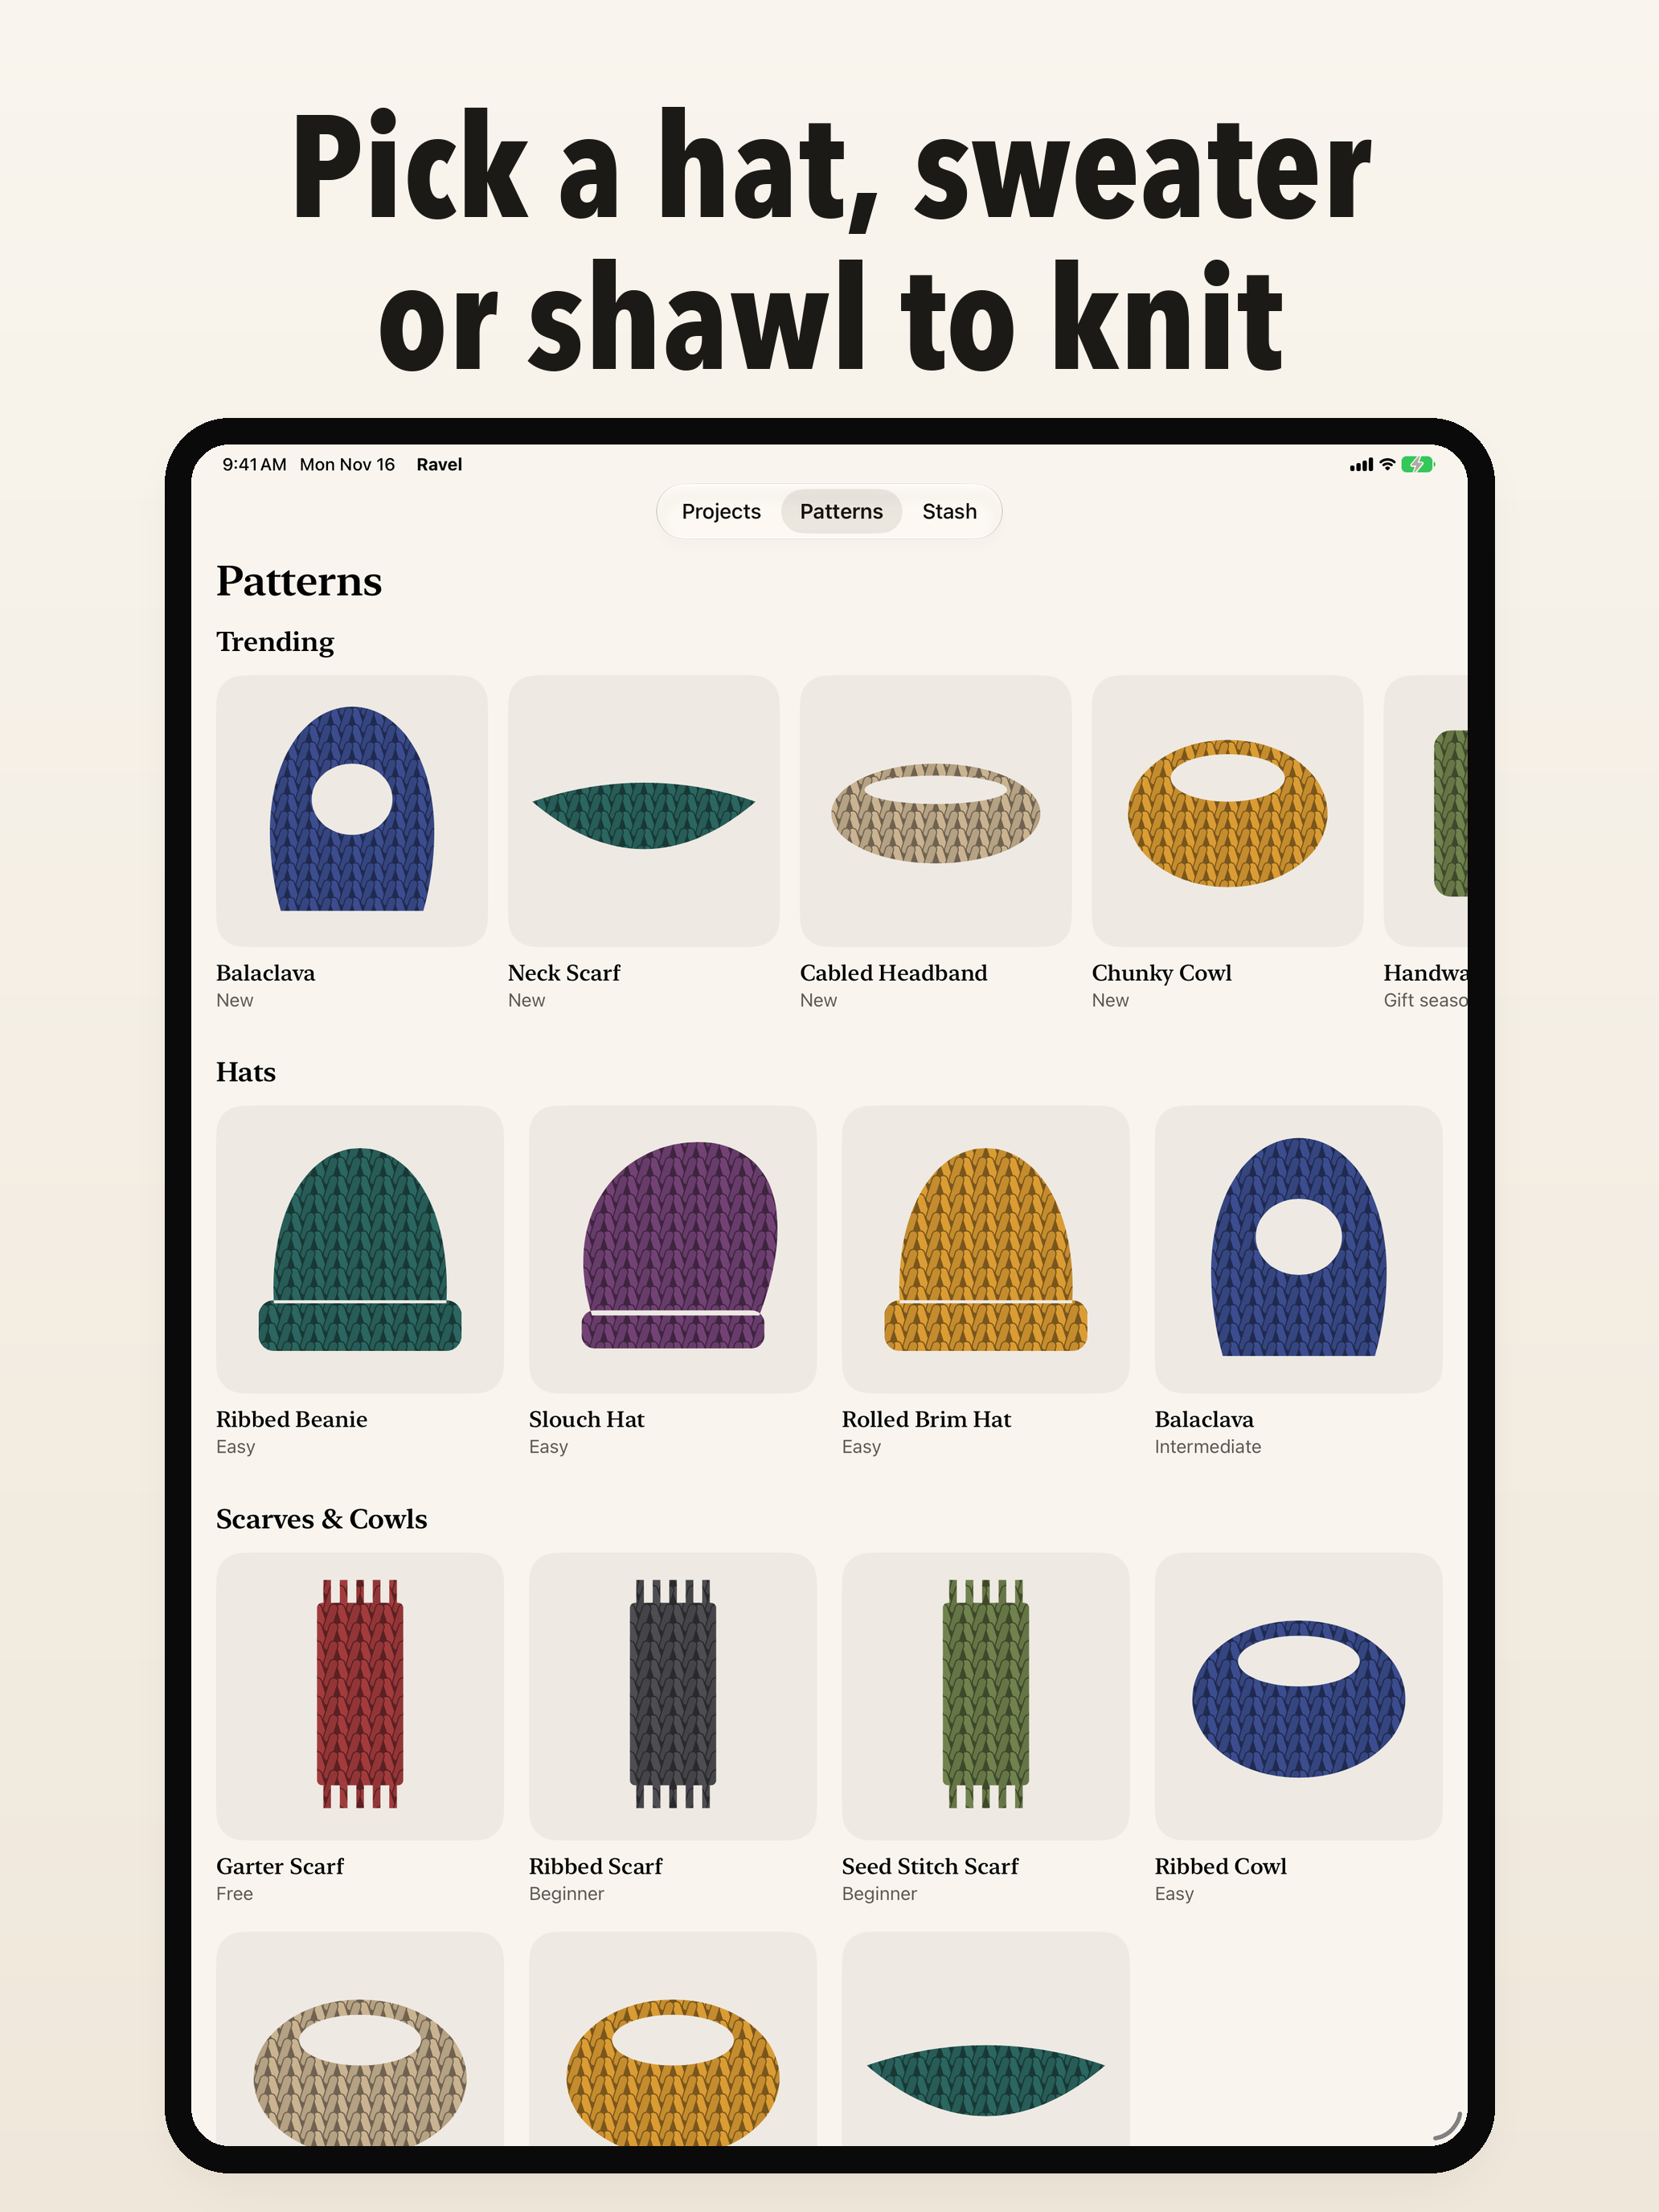 Pick a hat, sweater
or shawl to knit
9:41 AM Mon Nov 16 Ravel
Projects Patterns Stash
Patterns
Trending
Balaclava
New
Neck Scarf
New
Cabled Headband
New
Chunky Cowl
New
Handwa
Gift seaso
Hats
Ribbed Beanie
Easy
Slouch Hat
Easy
Rolled Brim Hat
Easy
Balaclava
Intermediate
Scarves & Cowls
Garter Scarf
Free
Ribbed Scarf
Beginner
Seed Stitch Scarf
Beginner
Ribbed Cowl
Easy